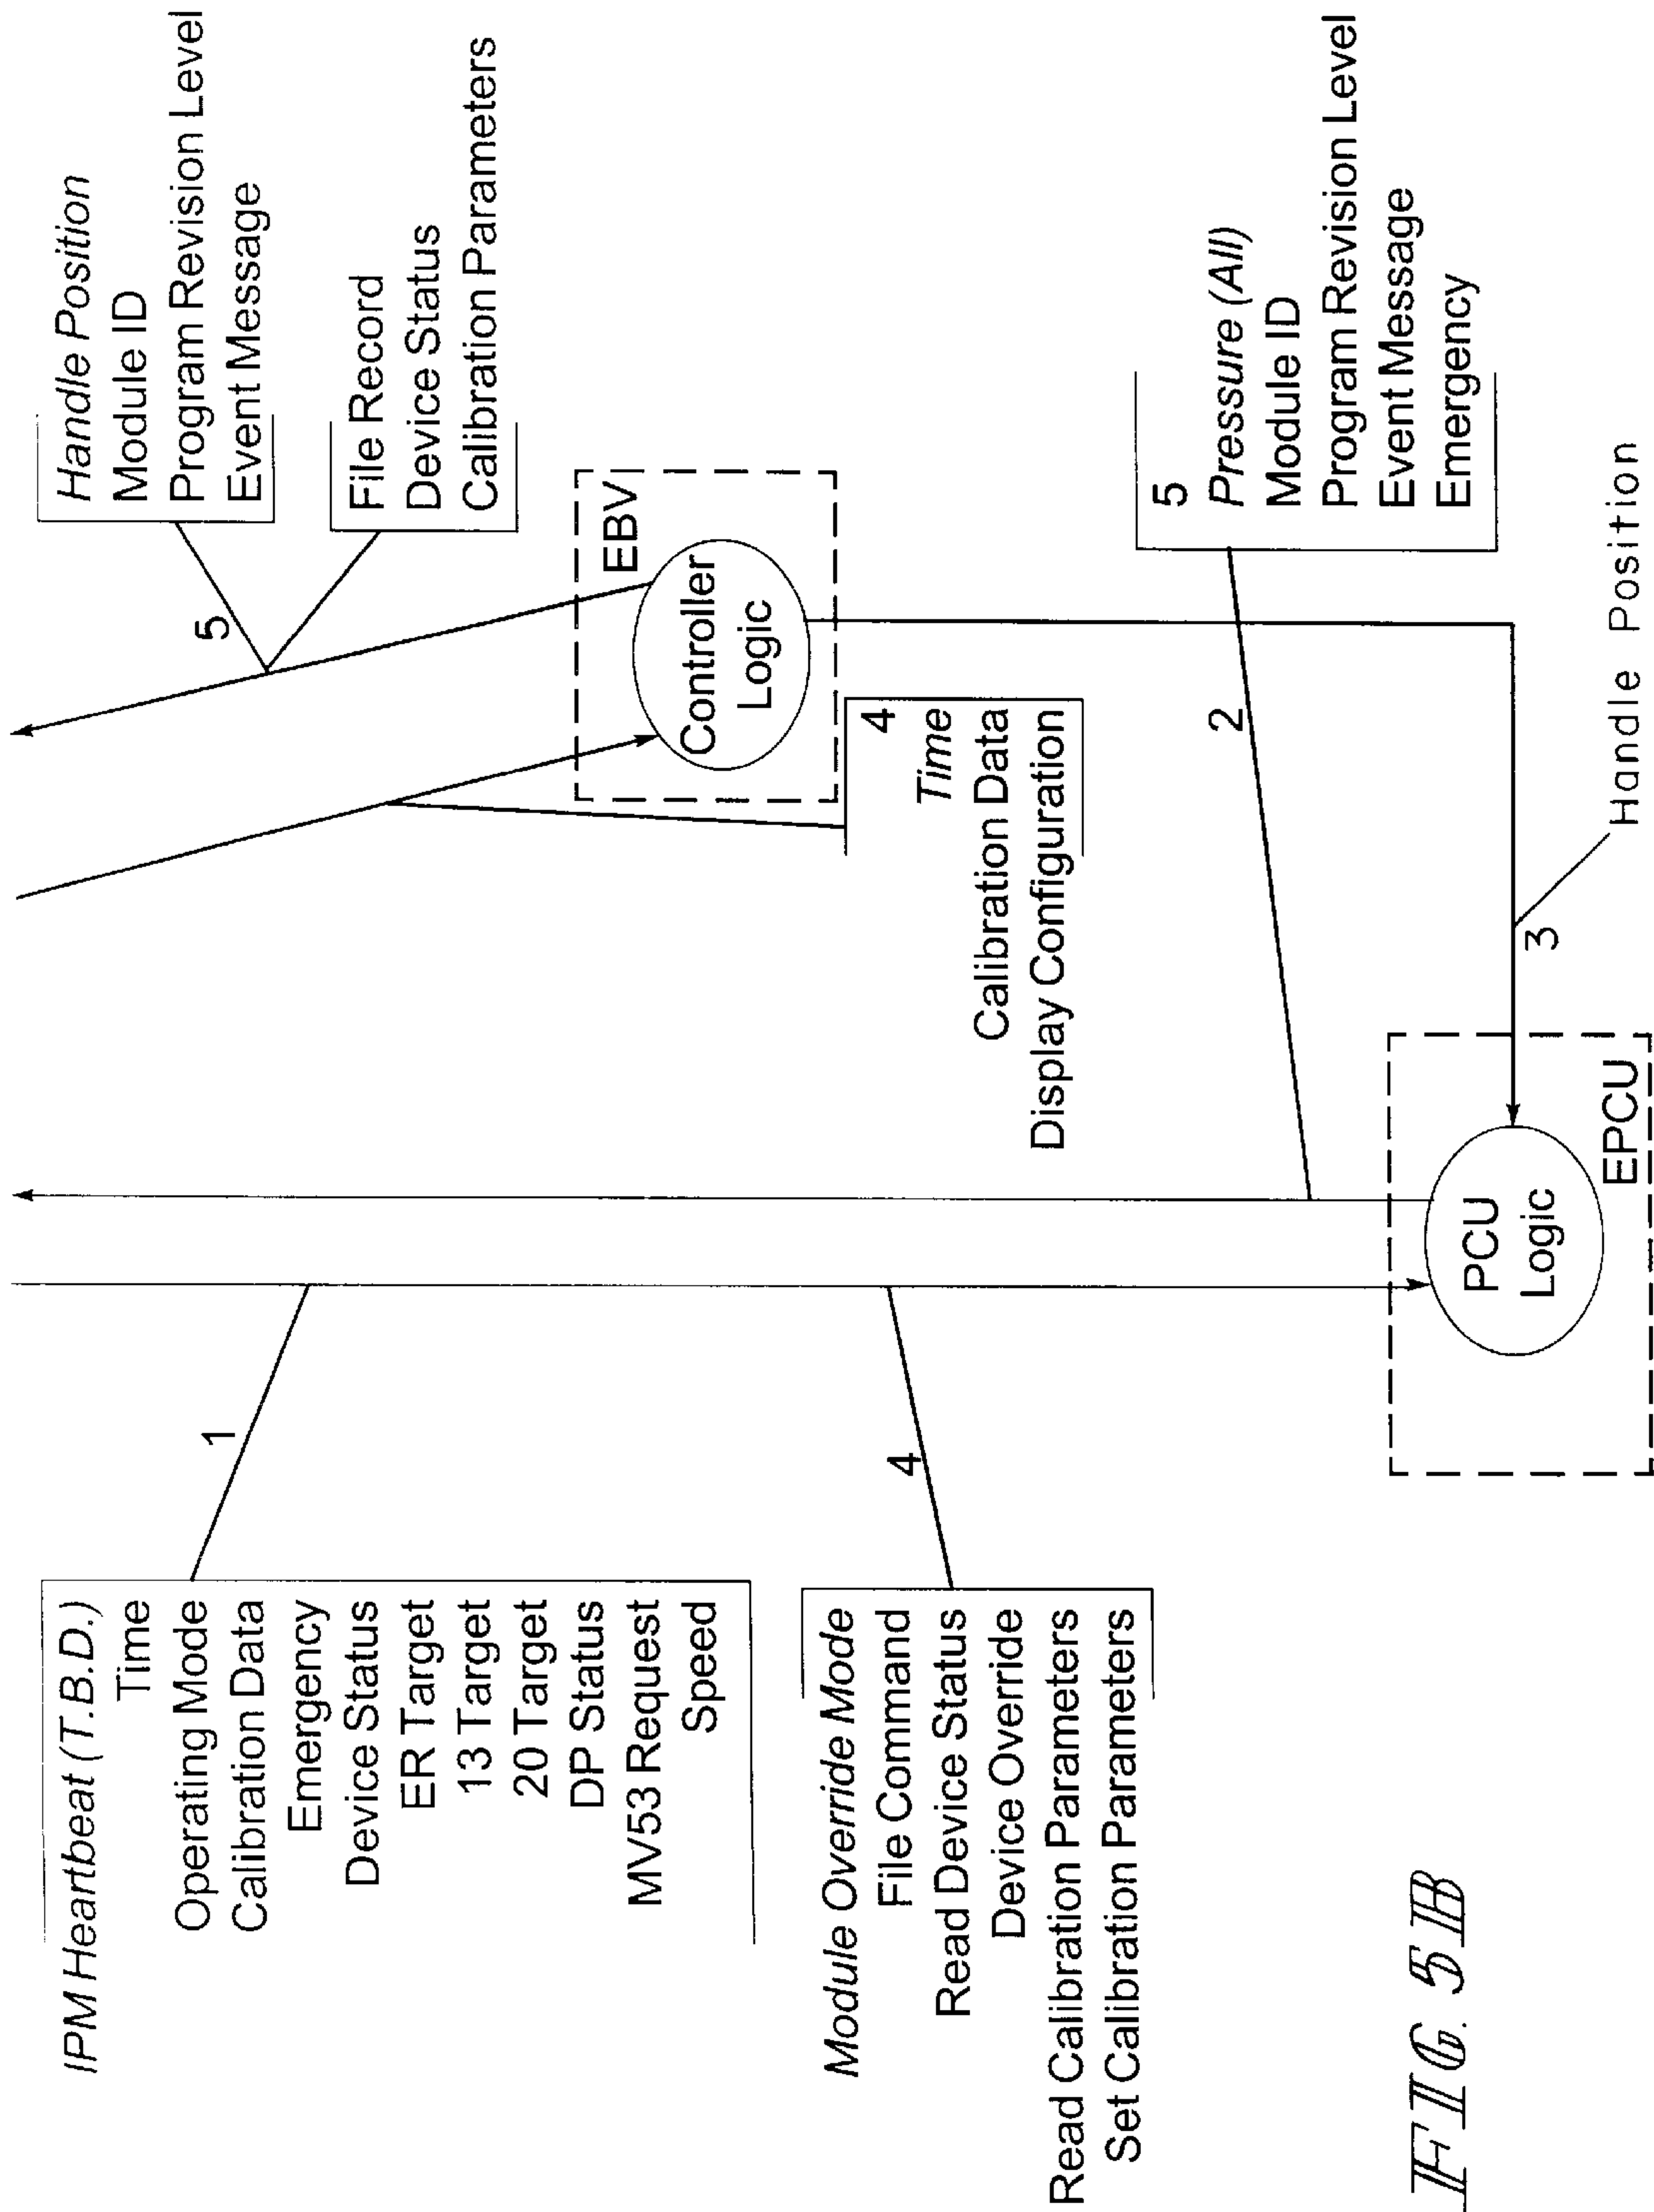 IPM Heartbeat (T.B.D.)
Time
Operating Mode
Calibration Data
Emergency
Device Status
ER Target
13 Target
20 Target
DP Status
MV53 Request
Speed
1
Module Override Mode
File Command
Read Device Status
Device Override
Read Calibration Parameters
Set Calibration Parameters
4
Handle Position
Module ID
Program Revision Level
Event Message
5
File Record
Device Status
Calibration Parameters
EBV
Controller
Logic
4
Time
Calibration Data
Display Configuration
2
5
Pressure (All)
Module ID
Program Revision Level
Event Message
Emergency
3
Handle Position
PCU
Logic
EPCU
FIG. 5B